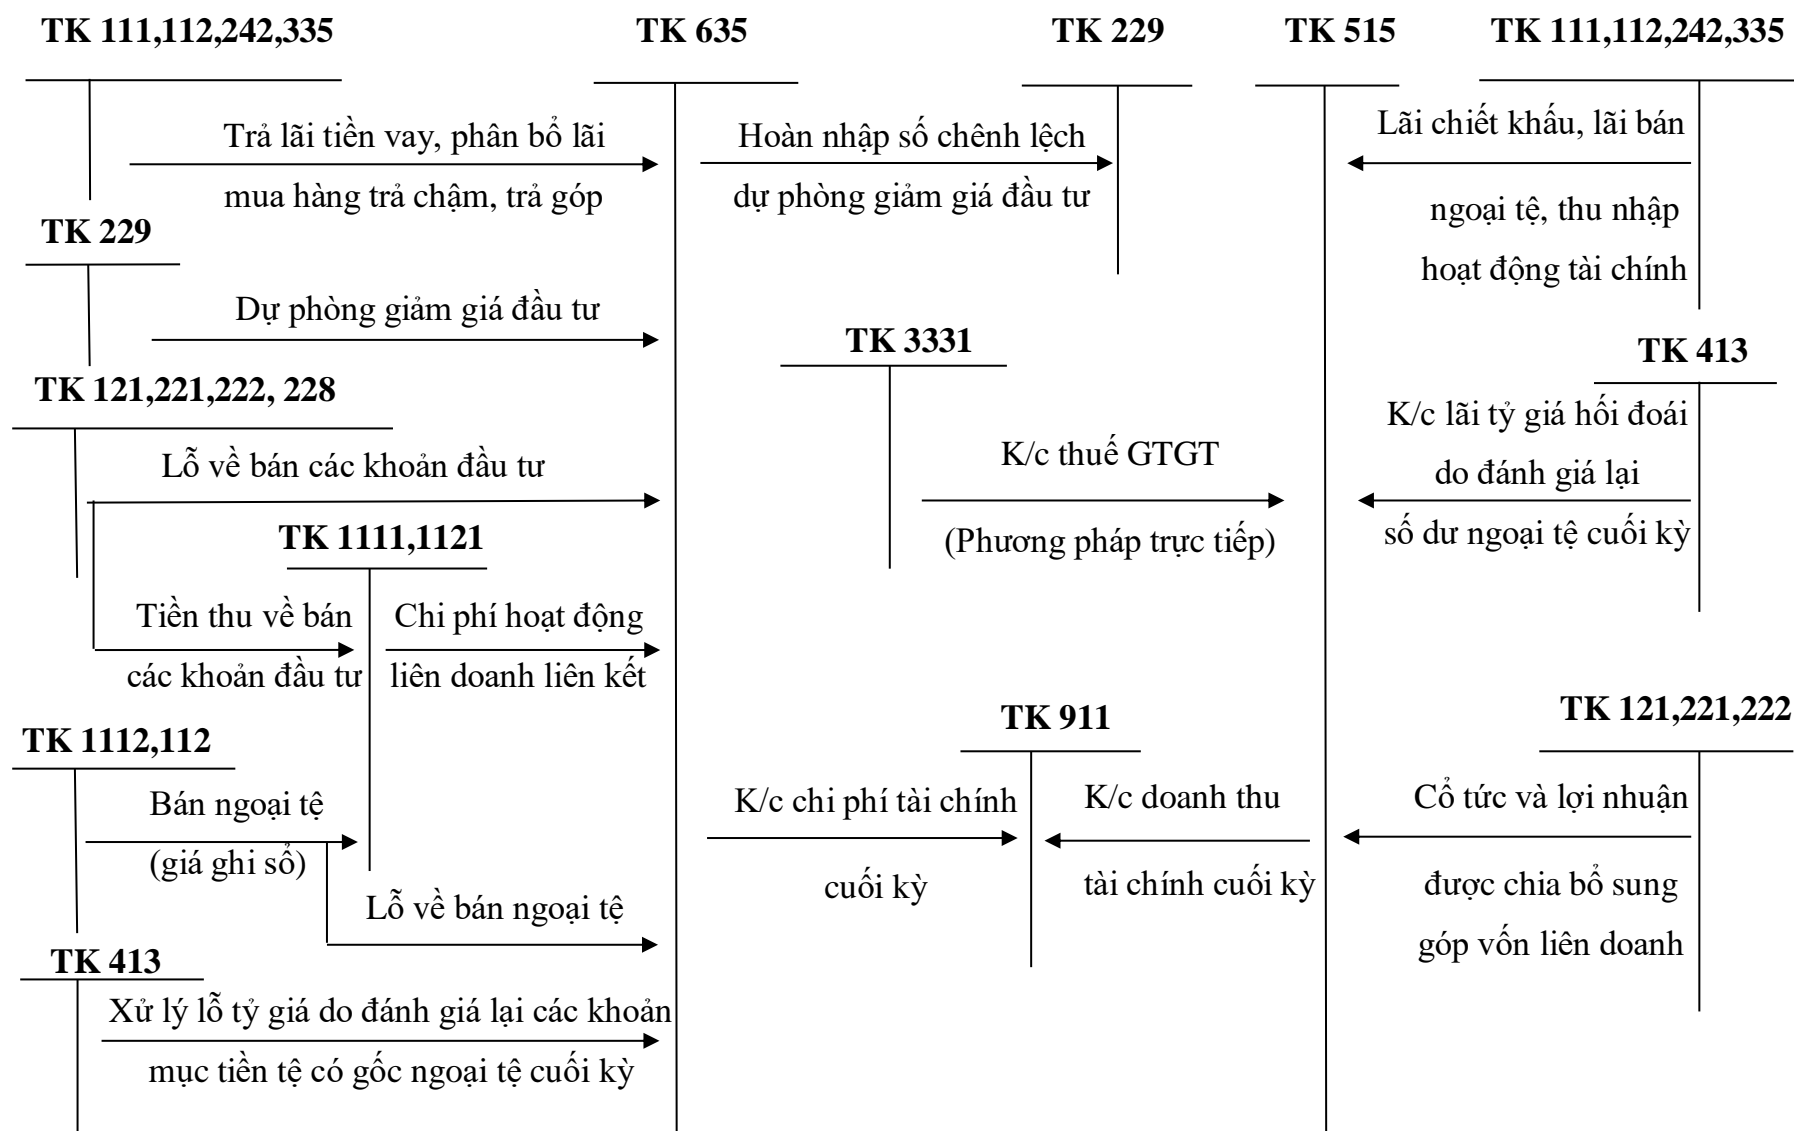 TK 111,112,242,335
TK 635
TK 229
TK 515
TK 111,112,242,335
Trả lãi tiền vay, phân bổ lãi
mua hàng trả chậm, trả góp
Hoàn nhập số chênh lệch
dự phòng giảm giá đầu tư
Lãi chiết khấu, lãi bán
ngoại tệ, thu nhập
hoạt động tài chính
TK 229
Dự phòng giảm giá đầu tư
TK 3331
TK 413
TK 121,221,222, 228
Lỗ về bán các khoản đầu tư
K/c thuế GTGT
(Phương pháp trực tiếp)
K/c lãi tỷ giá hối đoái
do đánh giá lại
số dư ngoại tệ cuối kỳ
TK 1111,1121
Tiền thu về bán
các khoản đầu tư
Chi phí hoạt động
liên doanh liên kết
TK 911
TK 121,221,222
TK 1112,112
Bán ngoại tệ
(giá ghi sổ)
K/c chi phí tài chính
cuối kỳ
K/c doanh thu
tài chính cuối kỳ
Cổ tức và lợi nhuận
được chia bổ sung
góp vốn liên doanh
Lỗ về bán ngoại tệ
TK 413
Xử lý lỗ tỷ giá do đánh giá lại các khoản
mục tiền tệ có gốc ngoại tệ cuối kỳ